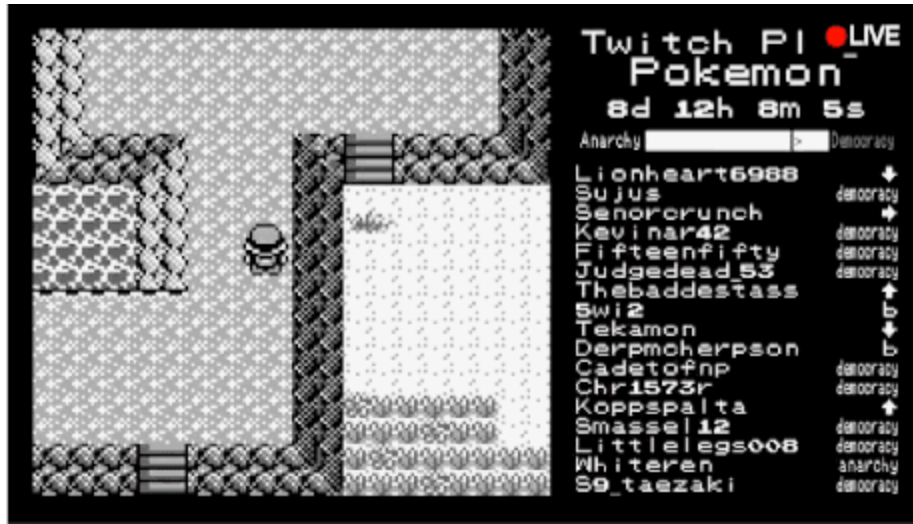 Twitch Pl
LIVE
Pokemon
8d 12h 8m 5s
Anarchy > Democracy
Lionheart6988 ↓
Sujus democracy
Senorcrunch →
Kevinar42 democracy
Fifteenfifty democracy
Judgedead_53 democracy
Thebaddestass ↑
5wi2 b
Tekamon ↓
Derpmcherpson b
Cadetofnp democracy
Chr1573r democracy
Koppspalta ↑
Smassel12 democracy
Littlelegs008 democracy
Whiteren anarchy
S9_taezaki democracy